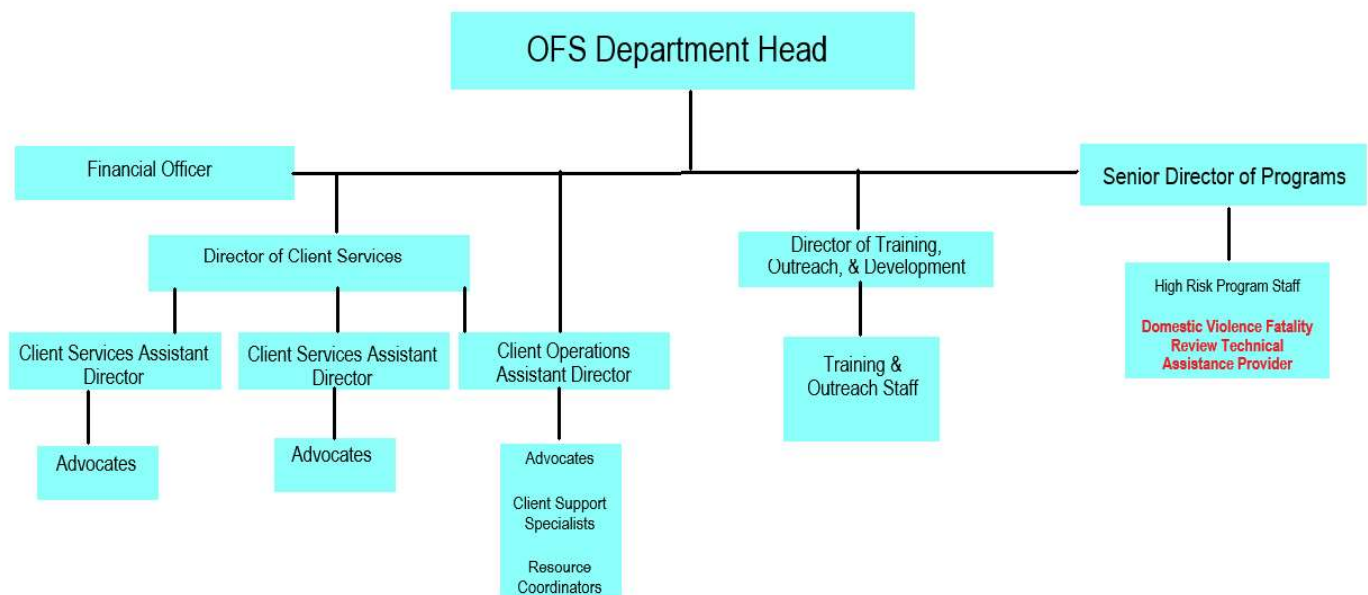 OFS Department Head
Financial Officer
Senior Director of Programs
Director of Client Services
Director of Training,
Outreach, & Development
High Risk Program Staff
Domestic Violence Fatality
Review Technical
Assistance Provider
Client Services Assistant
Director
Client Services Assistant
Director
Client Operations
Assistant Director
Training &
Outreach Staff
Advocates
Advocates
Advocates
Client Support
Specialists
Resource
Coordinators